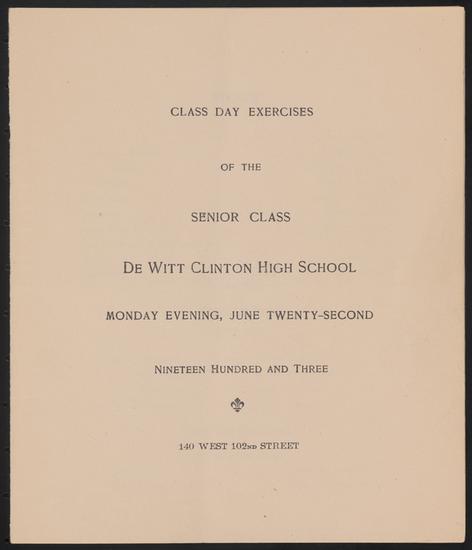 CLASS DAY EXERCISES
OF THE
SENIOR CLASS
DE WITT CLINTON HIGH SCHOOL
MONDAY EVENING, JUNE TWENTY-SECOND
NINETEEN HUNDRED AND THREE
140 WEST 102ND STREET